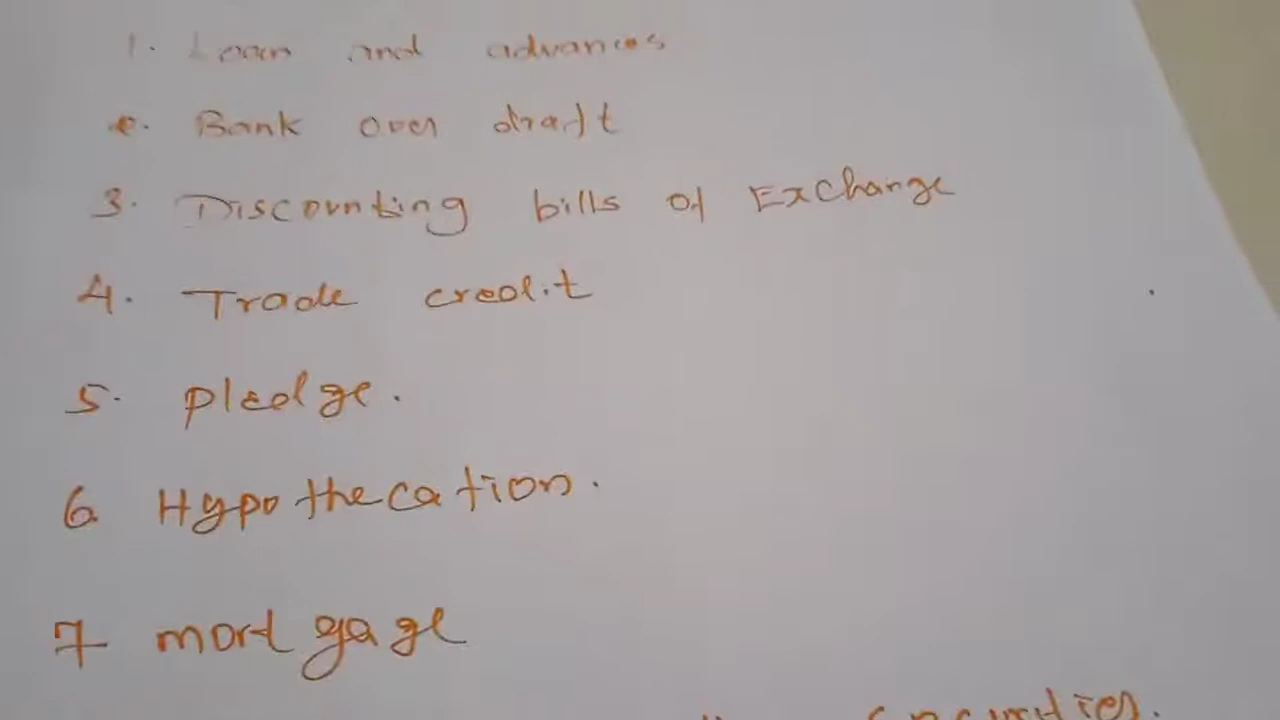 1. Loan and advances
2. Bank over draft
3. Discounting bills of Exchange
4. Trade credit
5. pledge.
6. Hypothecation.
7 mortgage
securities.